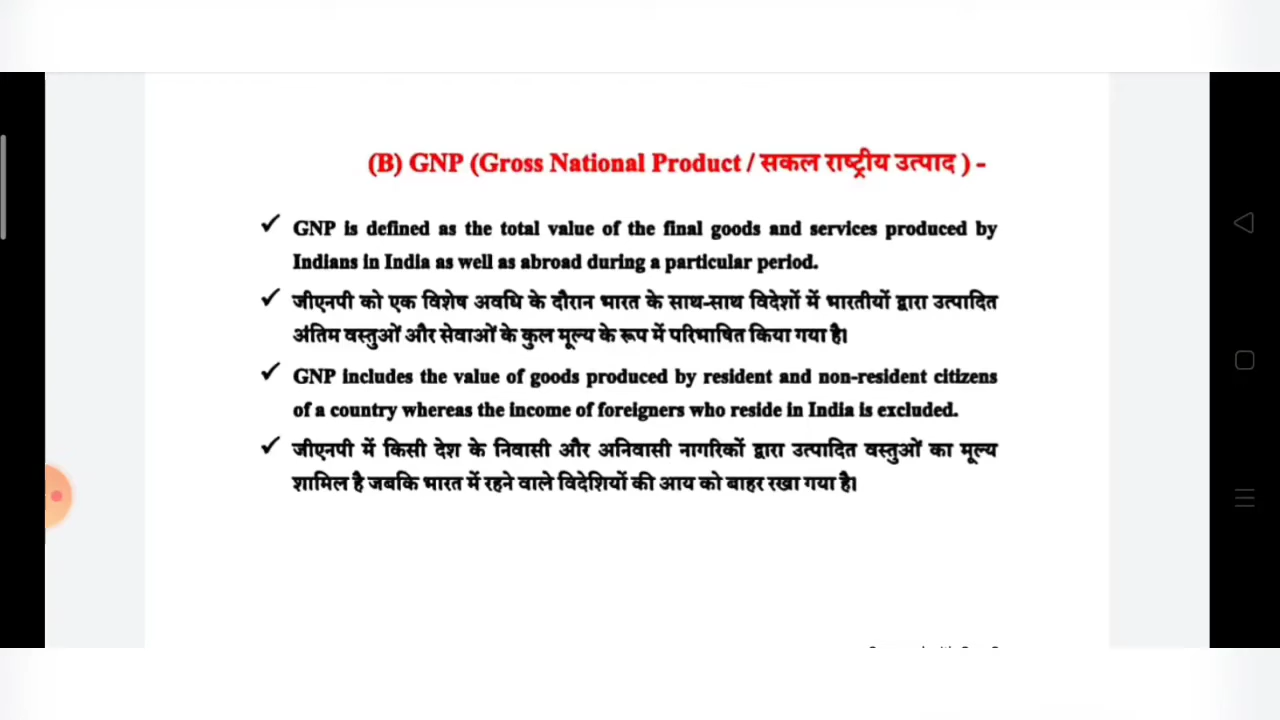 (B) GNP (Gross National Product / सकल राष्ट्रीय उत्पाद ) -
✓ GNP is defined as the total value of the final goods and services produced by
Indians in India as well as abroad during a particular period.
✓ जीएनपी को एक विशेष अवधि के दौरान भारत के साथ-साथ विदेशों में भारतीयों द्वारा उत्पादित
अंतिम वस्तुओं और सेवाओं के कुल मूल्य के रूप में परिभाषित किया गया है।
✓ GNP includes the value of goods produced by resident and non-resident citizens
of a country whereas the income of foreigners who reside in India is excluded.
✓ जीएनपी में किसी देश के निवासी और अनिवासी नागरिकों द्वारा उत्पादित वस्तुओं का मूल्य
शामिल है जबकि भारत में रहने वाले विदेशियों की आय को बाहर रखा गया है।